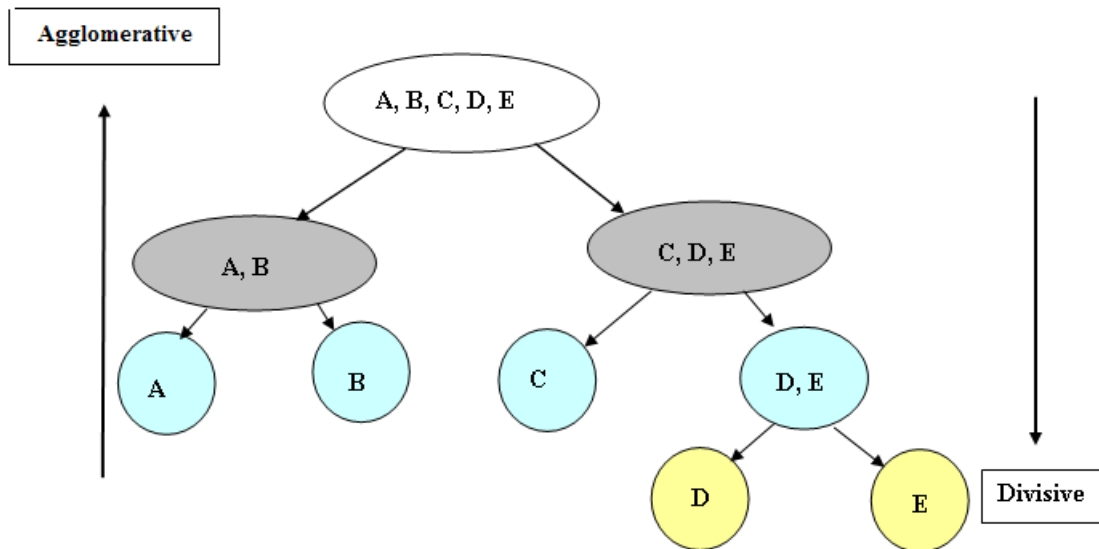 Agglomerative
A, B, C, D, E
A, B
C, D, E
A
B
C
D, E
D
E
Divisive